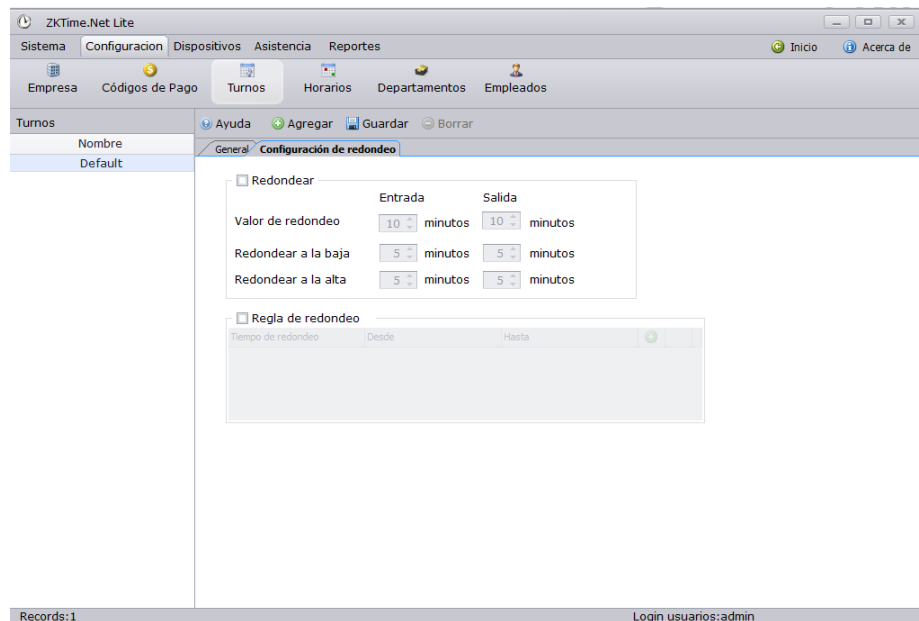 ZKTime.Net Lite
Sistema Configuracion Dispositivos Asistencia Reportes Inicio Acerca de
Empresa Códigos de Pago Turnos Horarios Departamentos Empleados
Turnos Ayuda Agregar Guardar Borrar
Nombre General Configuración de redondeo
Default
Redondear
Entrada Salida
Valor de redondeo 10 minutos 10 minutos
Redondear a la baja 5 minutos 5 minutos
Redondear a la alta 5 minutos 5 minutos
Regla de redondeo
Tiempo de redondeo Desde Hasta
Records:1 Login usuarios:admin